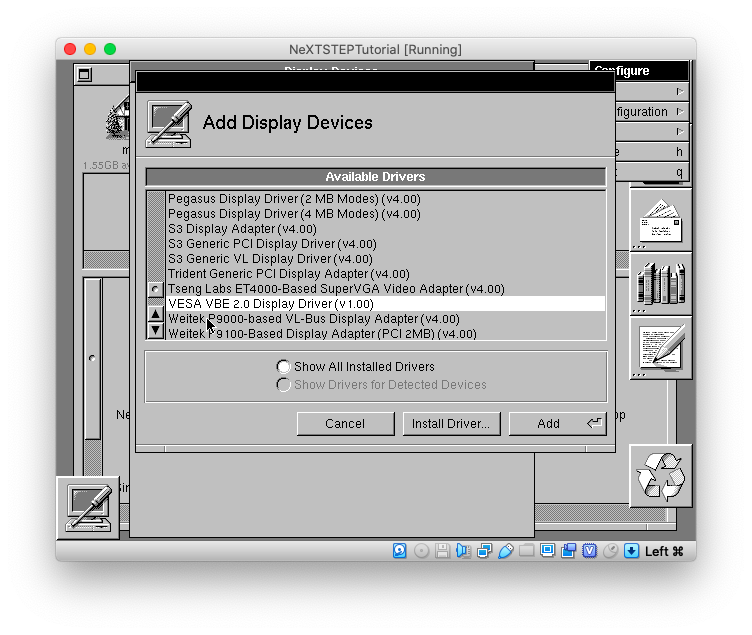 NeXTSTEPTutorial [Running]
Display Devices
Configure
figuration
h
q
1.55GB av
Add Display Devices
Available Drivers
Pegasus Display Driver (2 MB Modes) (v4.00)
Pegasus Display Driver (4 MB Modes) (v4.00)
S3 Display Adapter (v4.00)
S3 Generic PCI Display Driver (v4.00)
S3 Generic VL Display Driver (v4.00)
Trident Generic PCI Display Adapter (v4.00)
Tseng Labs ET4000-Based SuperVGA Video Adapter (v4.00)
VESA VBE 2.0 Display Driver (v1.00)
Weitek P9000-based VL-Bus Display Adapter (v4.00)
Weitek P9100-Based Display Adapter (PCI 2MB) (v4.00)
Show All Installed Drivers
Show Drivers for Detected Devices
Cancel
Install Driver...
Add
Ne
op
Left ⌘